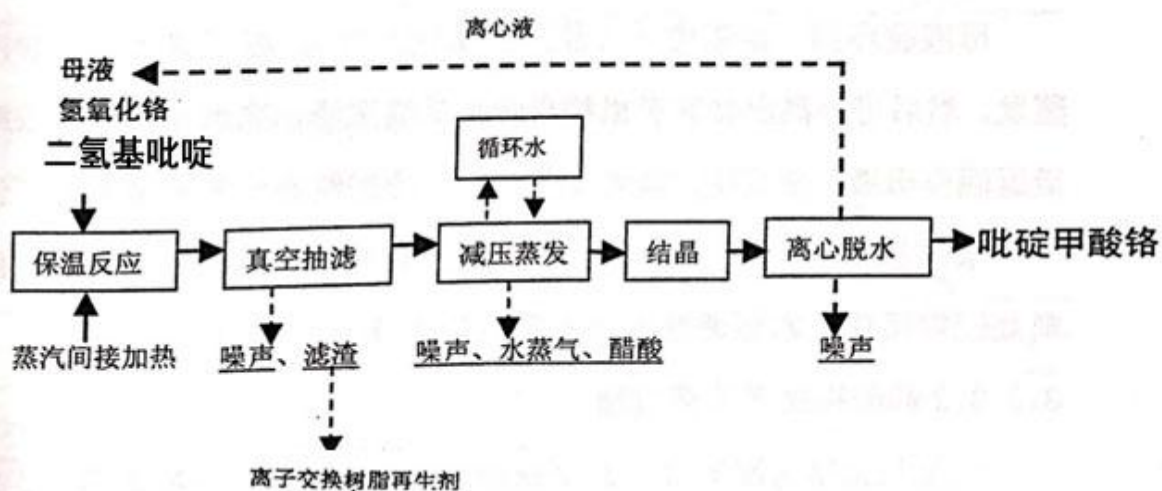 离心液
母液
氢氧化铬
二氢基吡啶
循环水
保温反应
真空抽滤
减压蒸发
结晶
离心脱水
吡碇甲酸铬
蒸汽间接加热
噪声、滤渣
噪声、水蒸气、醋酸
噪声
离子交换树脂再生剂